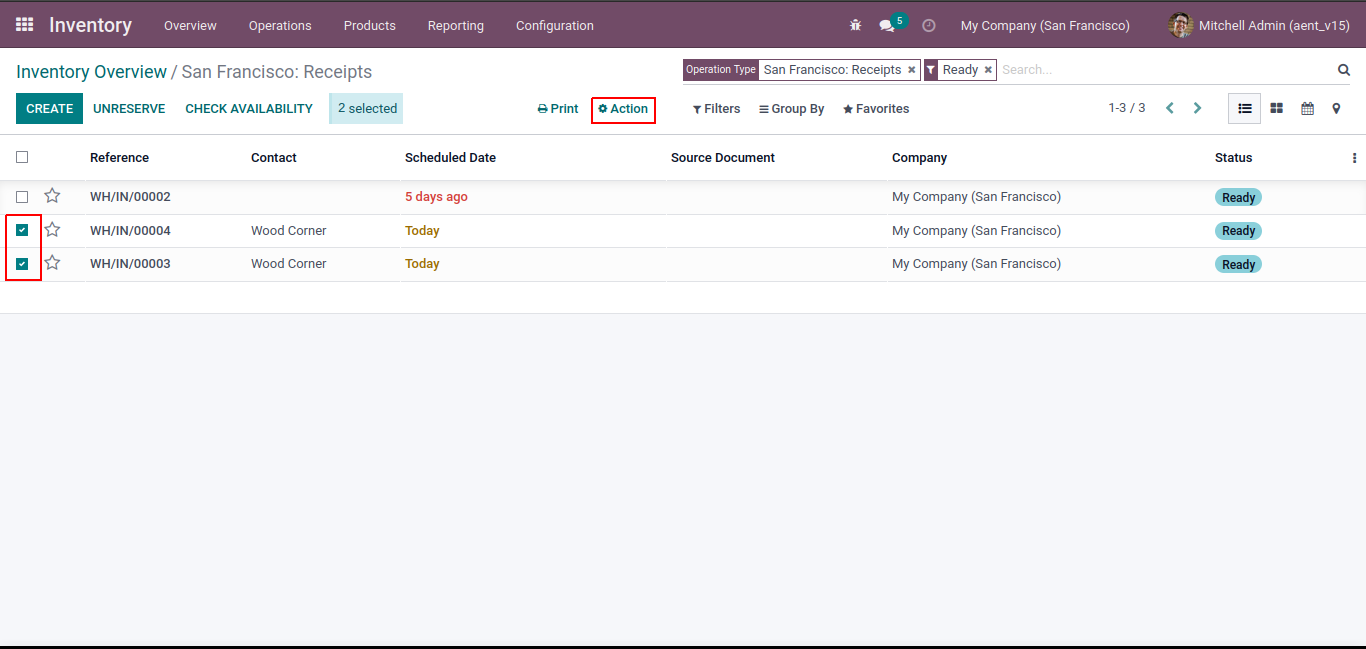 Inventory Overview Operations Products Reporting Configuration 5 My Company (San Francisco) Mitchell Admin (aent_v15)
Inventory Overview / San Francisco: Receipts
Operation Type San Francisco: Receipts × Ready × Search...
CREATE UNRESERVE CHECK AVAILABILITY 2 selected Print Action Filters Group By Favorites 1-3 / 3
Reference Contact Scheduled Date Source Document Company Status
WH/IN/00002 5 days ago My Company (San Francisco) Ready
WH/IN/00004 Wood Corner Today My Company (San Francisco) Ready
WH/IN/00003 Wood Corner Today My Company (San Francisco) Ready